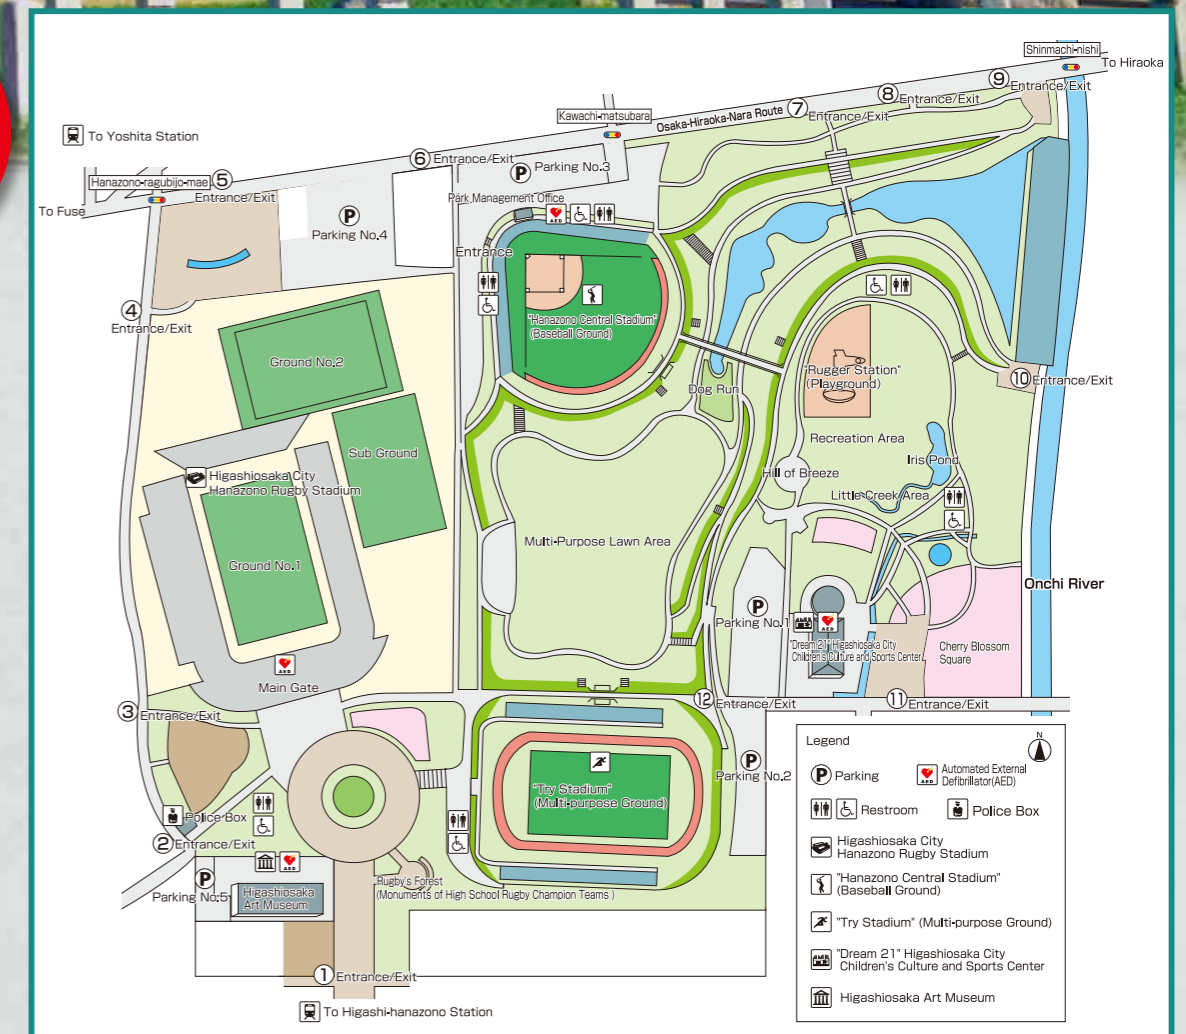 Shinmachi-nishi
To Hiraoka
⑨
Entrance/Exit
⑧
Entrance/Exit
⑦
Entrance/Exit
Osaka-Hiraoka-Nara Route
Kawachi-matsubara
To Yoshita Station
⑥ Entrance/Exit
P Parking No.3
Hanazono-ragubijo-mae
⑤
Entrance/Exit
To Fuse
P
Parking No.4
Park Management Office
AED
Entrance
④
Entrance/Exit
"Hanazono Central Stadium"
(Baseball Ground)
Ground No.2
"Rugger Station"
(Playground)
⑩ Entrance/Exit
Dog Run
Recreation Area
Sub Ground
Iris Pond
Higashiosaka City
Hanazono Rugby Stadium
Hill of Breeze
Little Creek Area
Multi-Purpose Lawn Area
Ground No.1
Onchi River
P
Parking No.1
AED
"Dream 21" Higashiosaka City
Children's Culture and Sports Center
Cherry Blossom
Square
AED
Main Gate
③ Entrance/Exit
⑫ Entrance/Exit
⑪ Entrance/Exit
P
Parking No.2
"Try Stadium"
(Multi-purpose Ground)
Police Box
② Entrance/Exit
AED
P
Parking No.5
Higashiosaka
Art Museum
Rugby's Forest
(Monuments of High School Rugby Champion Teams )
① Entrance/Exit
To Higashi-hanazono Station
Legend
N
P Parking
AED
Automated External
Defibrillator(AED)
Restroom
Police Box
Higashiosaka City
Hanazono Rugby Stadium
"Hanazono Central Stadium"
(Baseball Ground)
"Try Stadium" (Multi-purpose Ground)
"Dream 21" Higashiosaka City
Children's Culture and Sports Center
Higashiosaka Art Museum